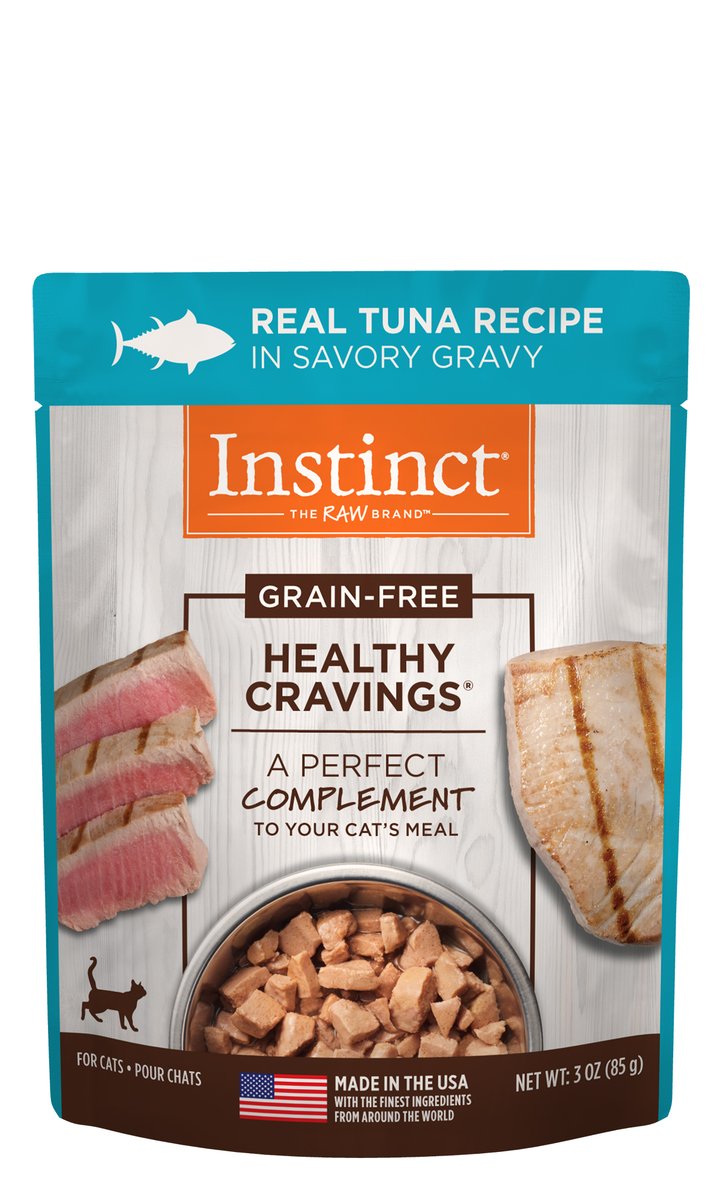 REAL TUNA RECIPE
IN SAVORY GRAVY
Instinct®
THE RAW BRAND™
GRAIN-FREE
HEALTHY
CRAVINGS®
A PERFECT
COMPLEMENT
TO YOUR CAT'S MEAL
FOR CATS • POUR CHATS
MADE IN THE USA
WITH THE FINEST INGREDIENTS
FROM AROUND THE WORLD
NET WT: 3 OZ (85 g)